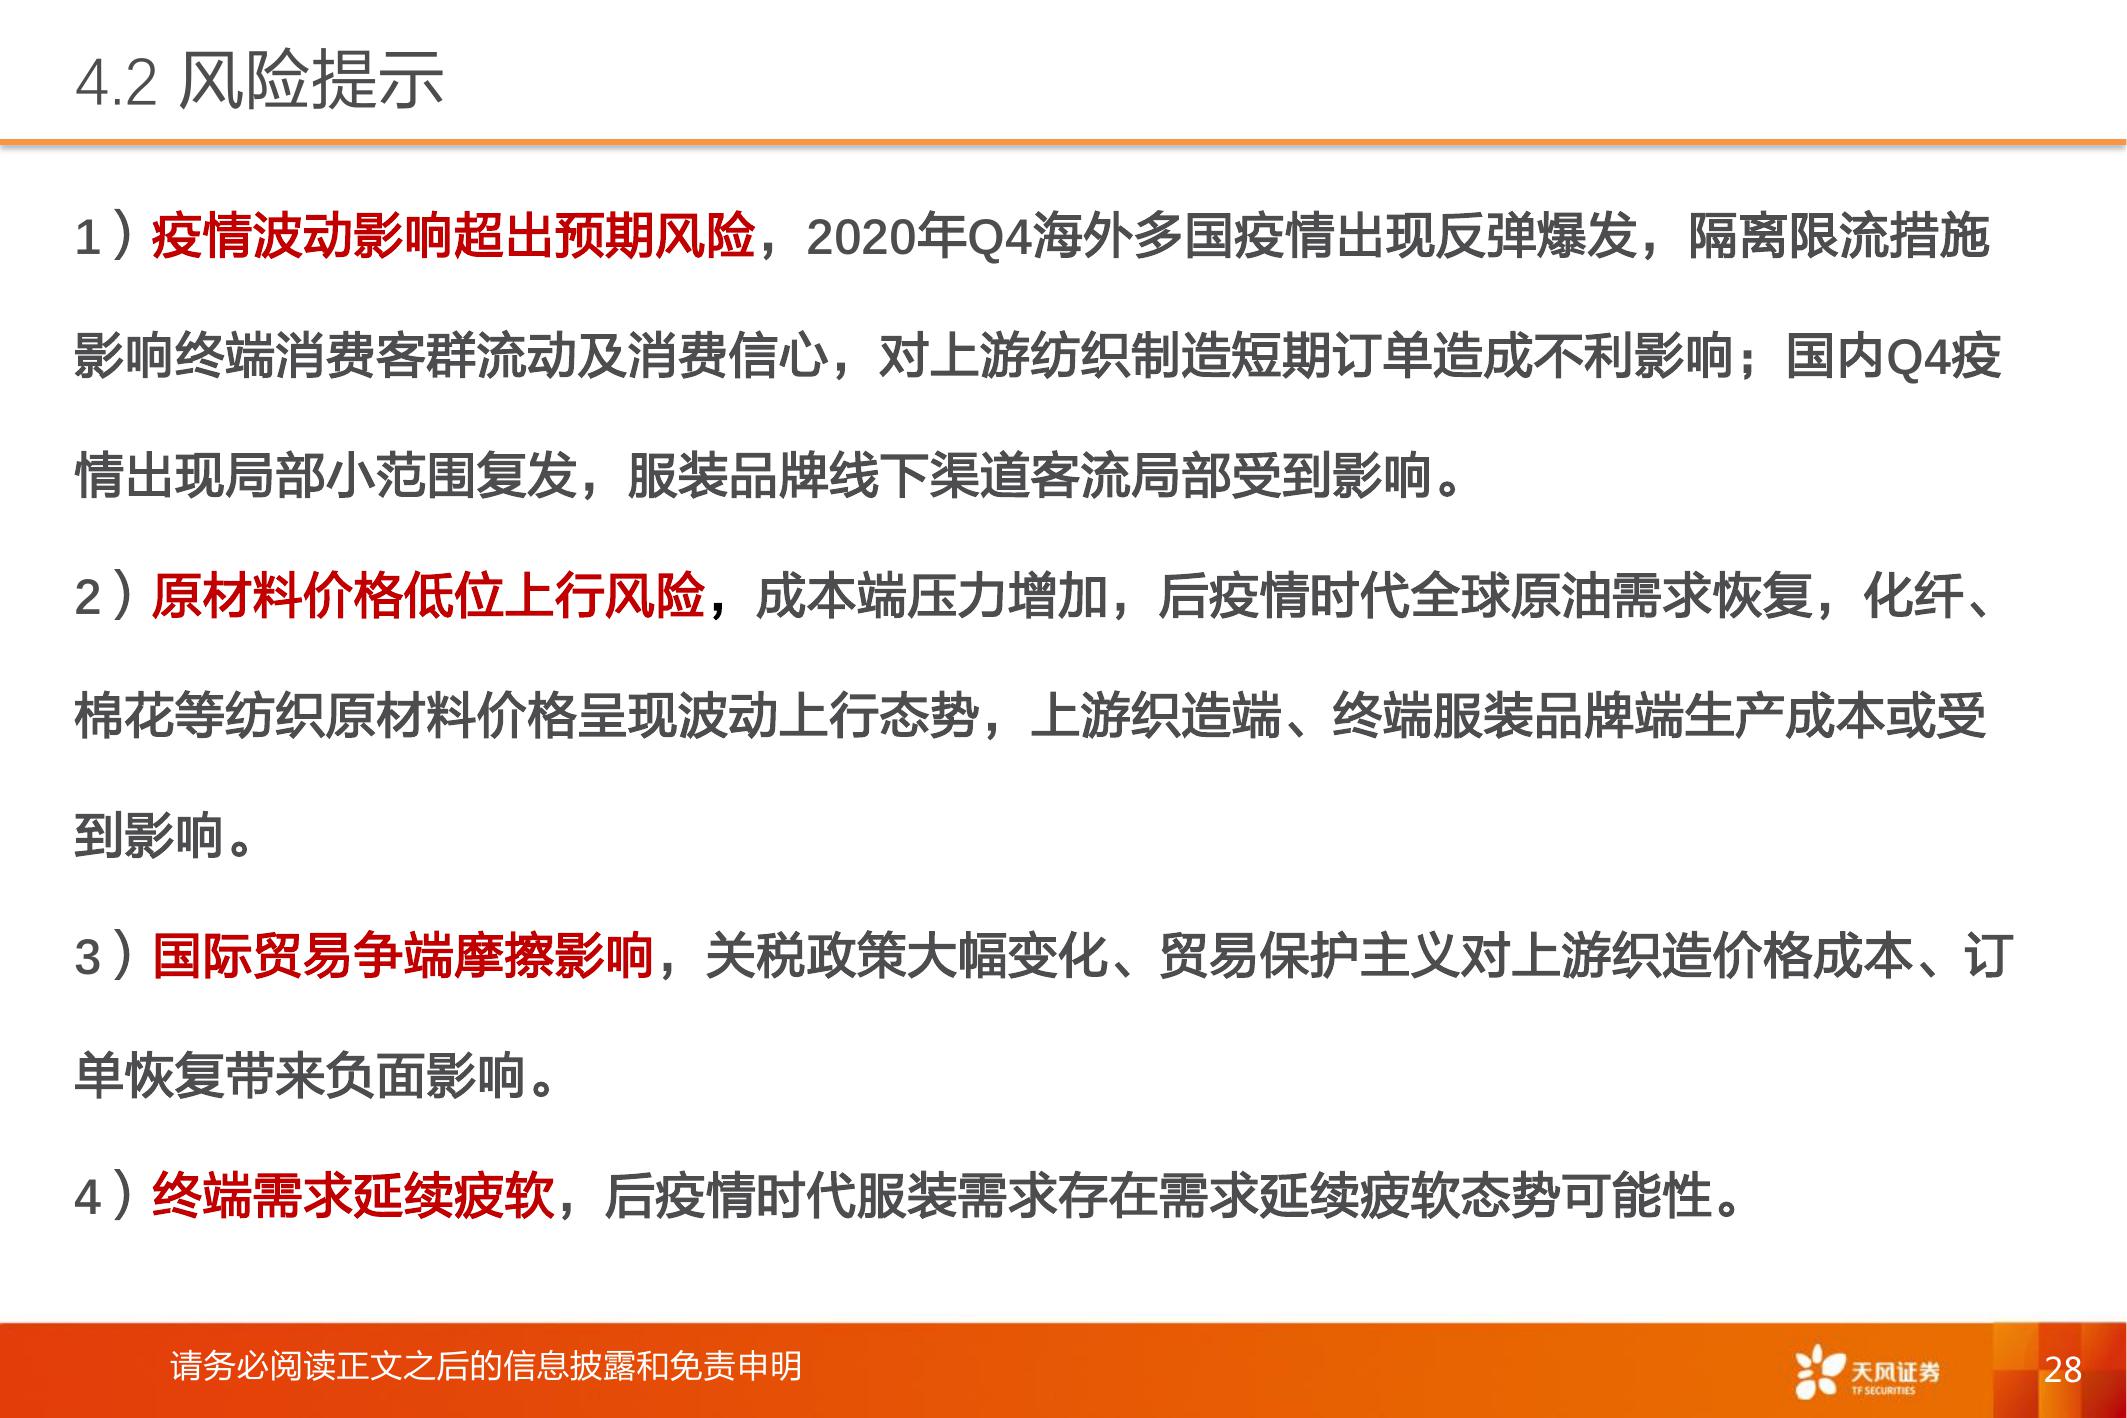 4.2 风险提示
1）疫情波动影响超出预期风险，2020年Q4海外多国疫情出现反弹爆发，隔离限流措施
影响终端消费客群流动及消费信心，对上游纺织制造短期订单造成不利影响；国内Q4疫
情出现局部小范围复发，服装品牌线下渠道客流局部受到影响。
2）原材料价格低位上行风险，成本端压力增加，后疫情时代全球原油需求恢复，化纤、
棉花等纺织原材料价格呈现波动上行态势，上游织造端、终端服装品牌端生产成本或受
到影响。
3）国际贸易争端摩擦影响，关税政策大幅变化、贸易保护主义对上游织造价格成本、订
单恢复带来负面影响。
4）终端需求延续疲软，后疫情时代服装需求存在需求延续疲软态势可能性。
请务必阅读正文之后的信息披露和免责申明
天风证券
TF SECURITIES
28